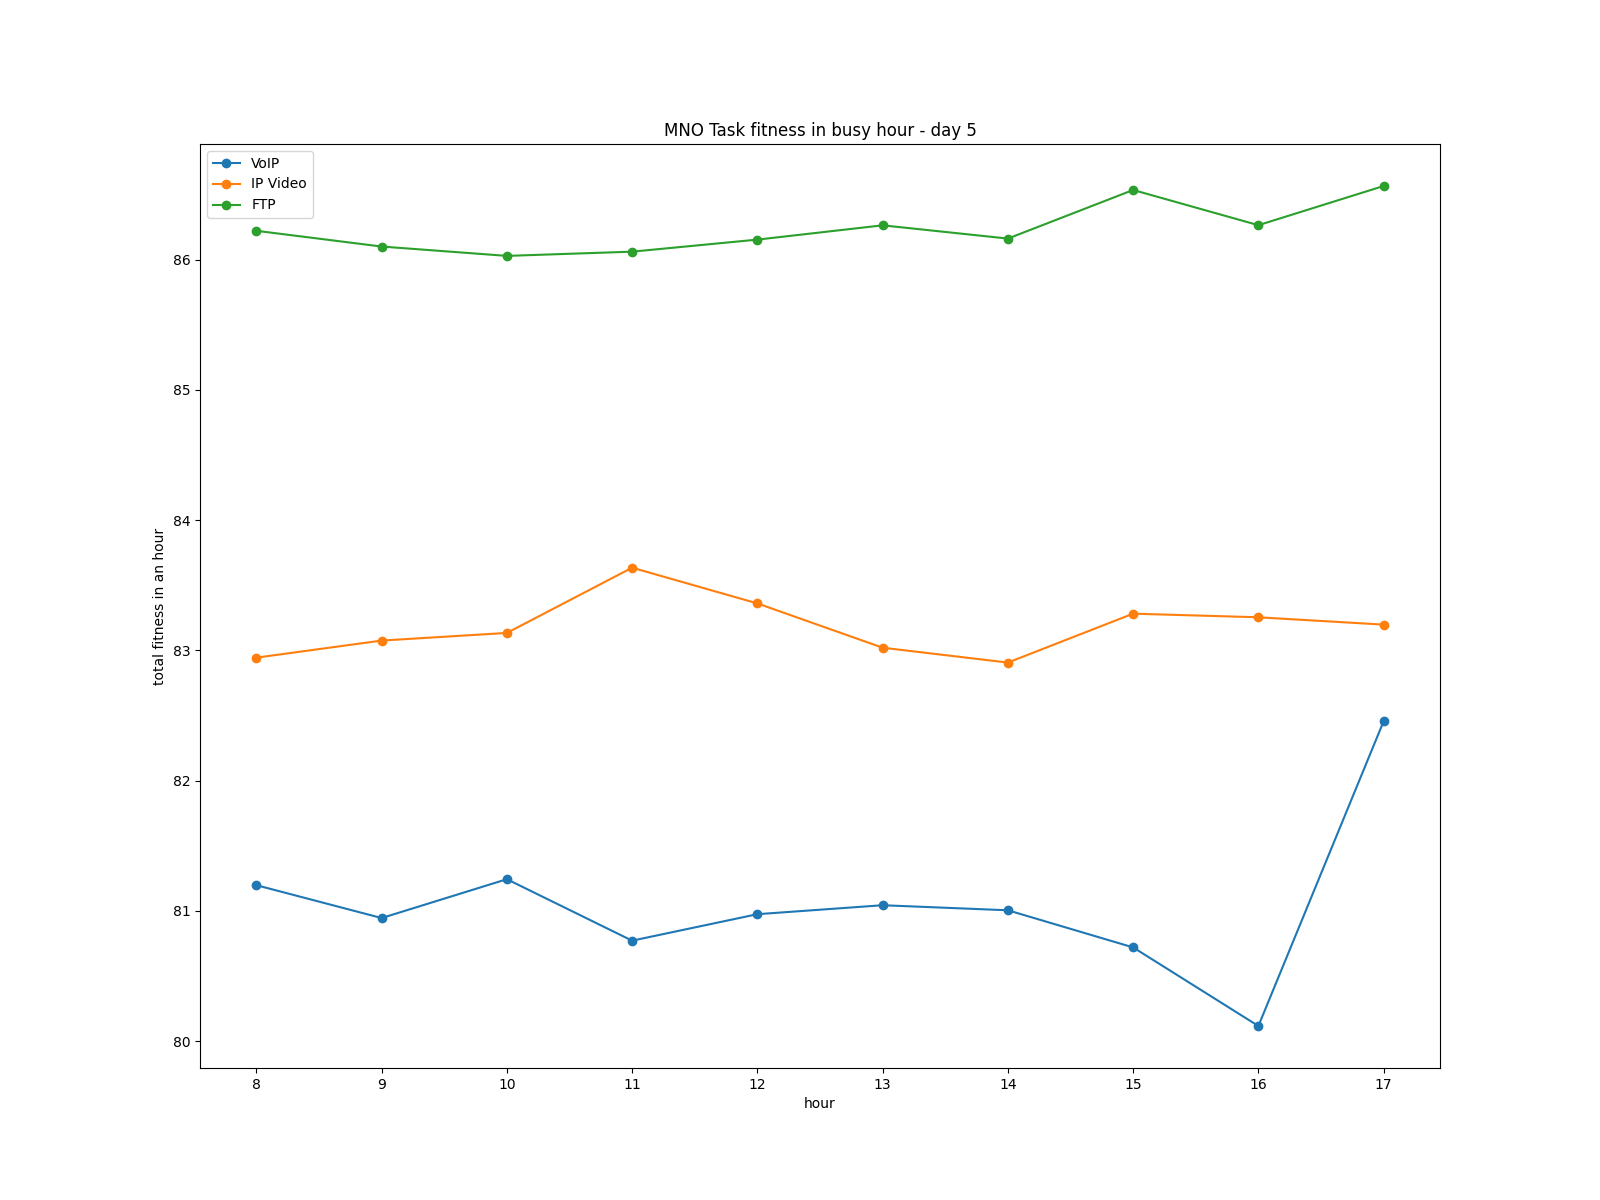 MNO Task fitness in busy hour - day 5
VoIP
IP Video
FTP
86
85
84
83
82
81
80
total fitness in an hour
8 9 10 11 12 13 14 15 16 17
hour